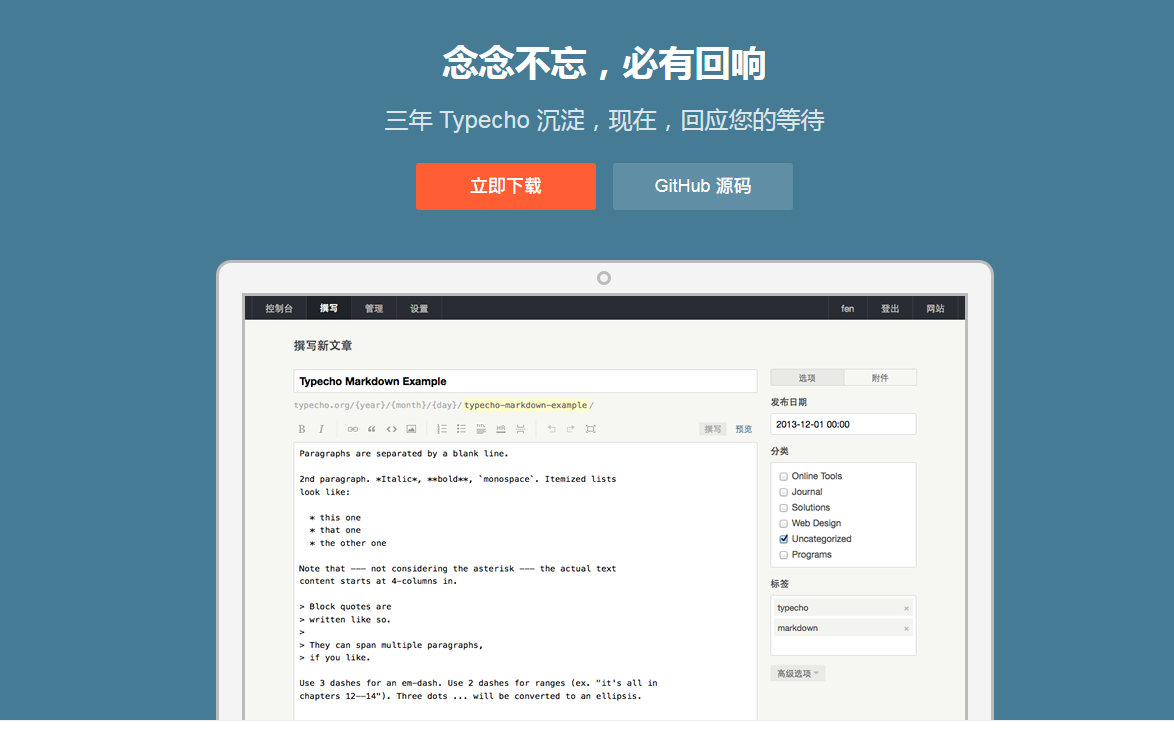 念念不忘，必有回响
三年 Typecho 沉淀，现在，回应您的等待
立即下载 GitHub 源码
控制台 撰写 管理 设置 fen 登出 网站
撰写新文章
Typecho Markdown Example
typecho.org/{year}/{month}/{day}/typecho-markdown-example/
B I HR 撰写 预览
Paragraphs are separated by a blank line.
2nd paragraph. *Italic*, **bold**, `monospace`. Itemized lists
look like:
* this one
* that one
* the other one
Note that --- not considering the asterisk --- the actual text
content starts at 4-columns in.
> Block quotes are
> written like so.
>
> They can span multiple paragraphs,
> if you like.
Use 3 dashes for an em-dash. Use 2 dashes for ranges (ex. "it's all in
chapters 12--14"). Three dots ... will be converted to an ellipsis.
选项 附件
发布日期
2013-12-01 00:00
分类
Online Tools
Journal
Solutions
Web Design
Uncategorized
Programs
标签
typecho ×
markdown ×
高级选项